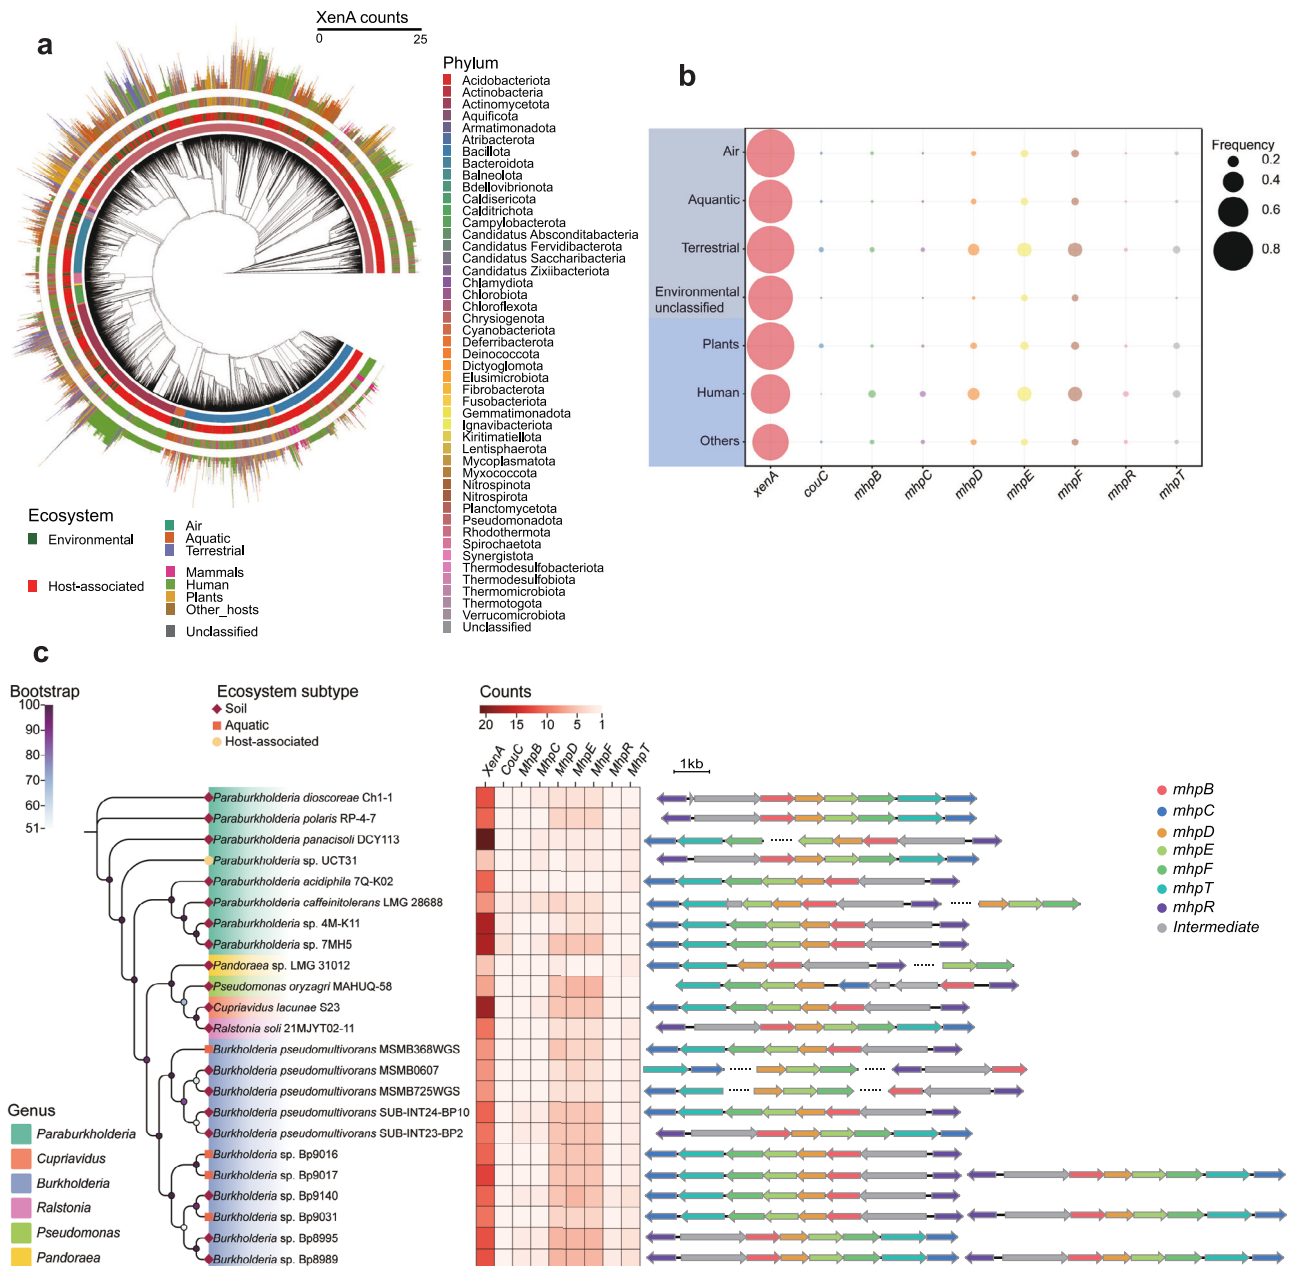 a
XenA counts
0 25
Phylum
Acidobacteriota
Actinobacteria
Actinomycetota
Aquificota
Armatimonadota
Atribacterota
Bacillota
Bacteroidota
Balneolota
Bdellovibrionota
Caldisericota
Calditrichota
Campylobacterota
Candidatus Absconditabacteria
Candidatus Fervidibacterota
Candidatus Saccharibacteria
Candidatus Zixiibacteriota
Chlamydiota
Chlorobiota
Chloroflexota
Chrysiogenota
Cyanobacteriota
Deferribacterota
Deinococcota
Dictyoglomota
Elusimicrobiota
Fibrobacterota
Fusobacteriota
Gemmatimonadota
Ignavibacteriota
Kiritimatiellota
Lentisphaerota
Mycoplasmatota
Myxococcota
Nitrospinota
Nitrospirota
Planctomycetota
Pseudomonadota
Rhodothermota
Spirochaetota
Synergistota
Thermodesulfobacteriota
Thermodesulfobiota
Thermomicrobiota
Thermotogota
Verrucomicrobiota
Unclassified
Ecosystem
Environmental
Host-associated
Air
Aquatic
Terrestrial
Mammals
Human
Plants
Other_hosts
Unclassified
b
Air
Aquantic
Terrestrial
Environmental
unclassified
Plants
Human
Others
xenA couC mhpB mhpC mhpD mhpE mhpF mhpR mhpT
Frequency
0.2
0.4
0.6
0.8
c
Bootstrap
100
90
80
70
60
51
Ecosystem subtype
Soil
Aquatic
Host-associated
Counts
20 15 10 5 1
XenA CouC MhpB MhpC MhpD MhpE MhpF MhpR MhpT
1kb
Paraburkholderia dioscoreae Ch1-1
Paraburkholderia polaris RP-4-7
Paraburkholderia panacisoli DCY113
Paraburkholderia sp. UCT31
Paraburkholderia acidiphila 7Q-K02
Paraburkholderia caffeinitolerans LMG 28688
Paraburkholderia sp. 4M-K11
Paraburkholderia sp. 7MH5
Pandoraea sp. LMG 31012
Pseudomonas oryzagri MAHUQ-58
Cupriavidus lacunae S23
Ralstonia soli 21MJYT02-11
Burkholderia pseudomultivorans MSMB368WGS
Burkholderia pseudomultivorans MSMB0607
Burkholderia pseudomultivorans MSMB725WGS
Burkholderia pseudomultivorans SUB-INT24-BP10
Burkholderia pseudomultivorans SUB-INT23-BP2
Burkholderia sp. Bp9016
Burkholderia sp. Bp9017
Burkholderia sp. Bp9140
Burkholderia sp. Bp9031
Burkholderia sp. Bp8995
Burkholderia sp. Bp8989
mhpB
mhpC
mhpD
mhpE
mhpF
mhpT
mhpR
Intermediate
Genus
Paraburkholderia
Cupriavidus
Burkholderia
Ralstonia
Pseudomonas
Pandoraea